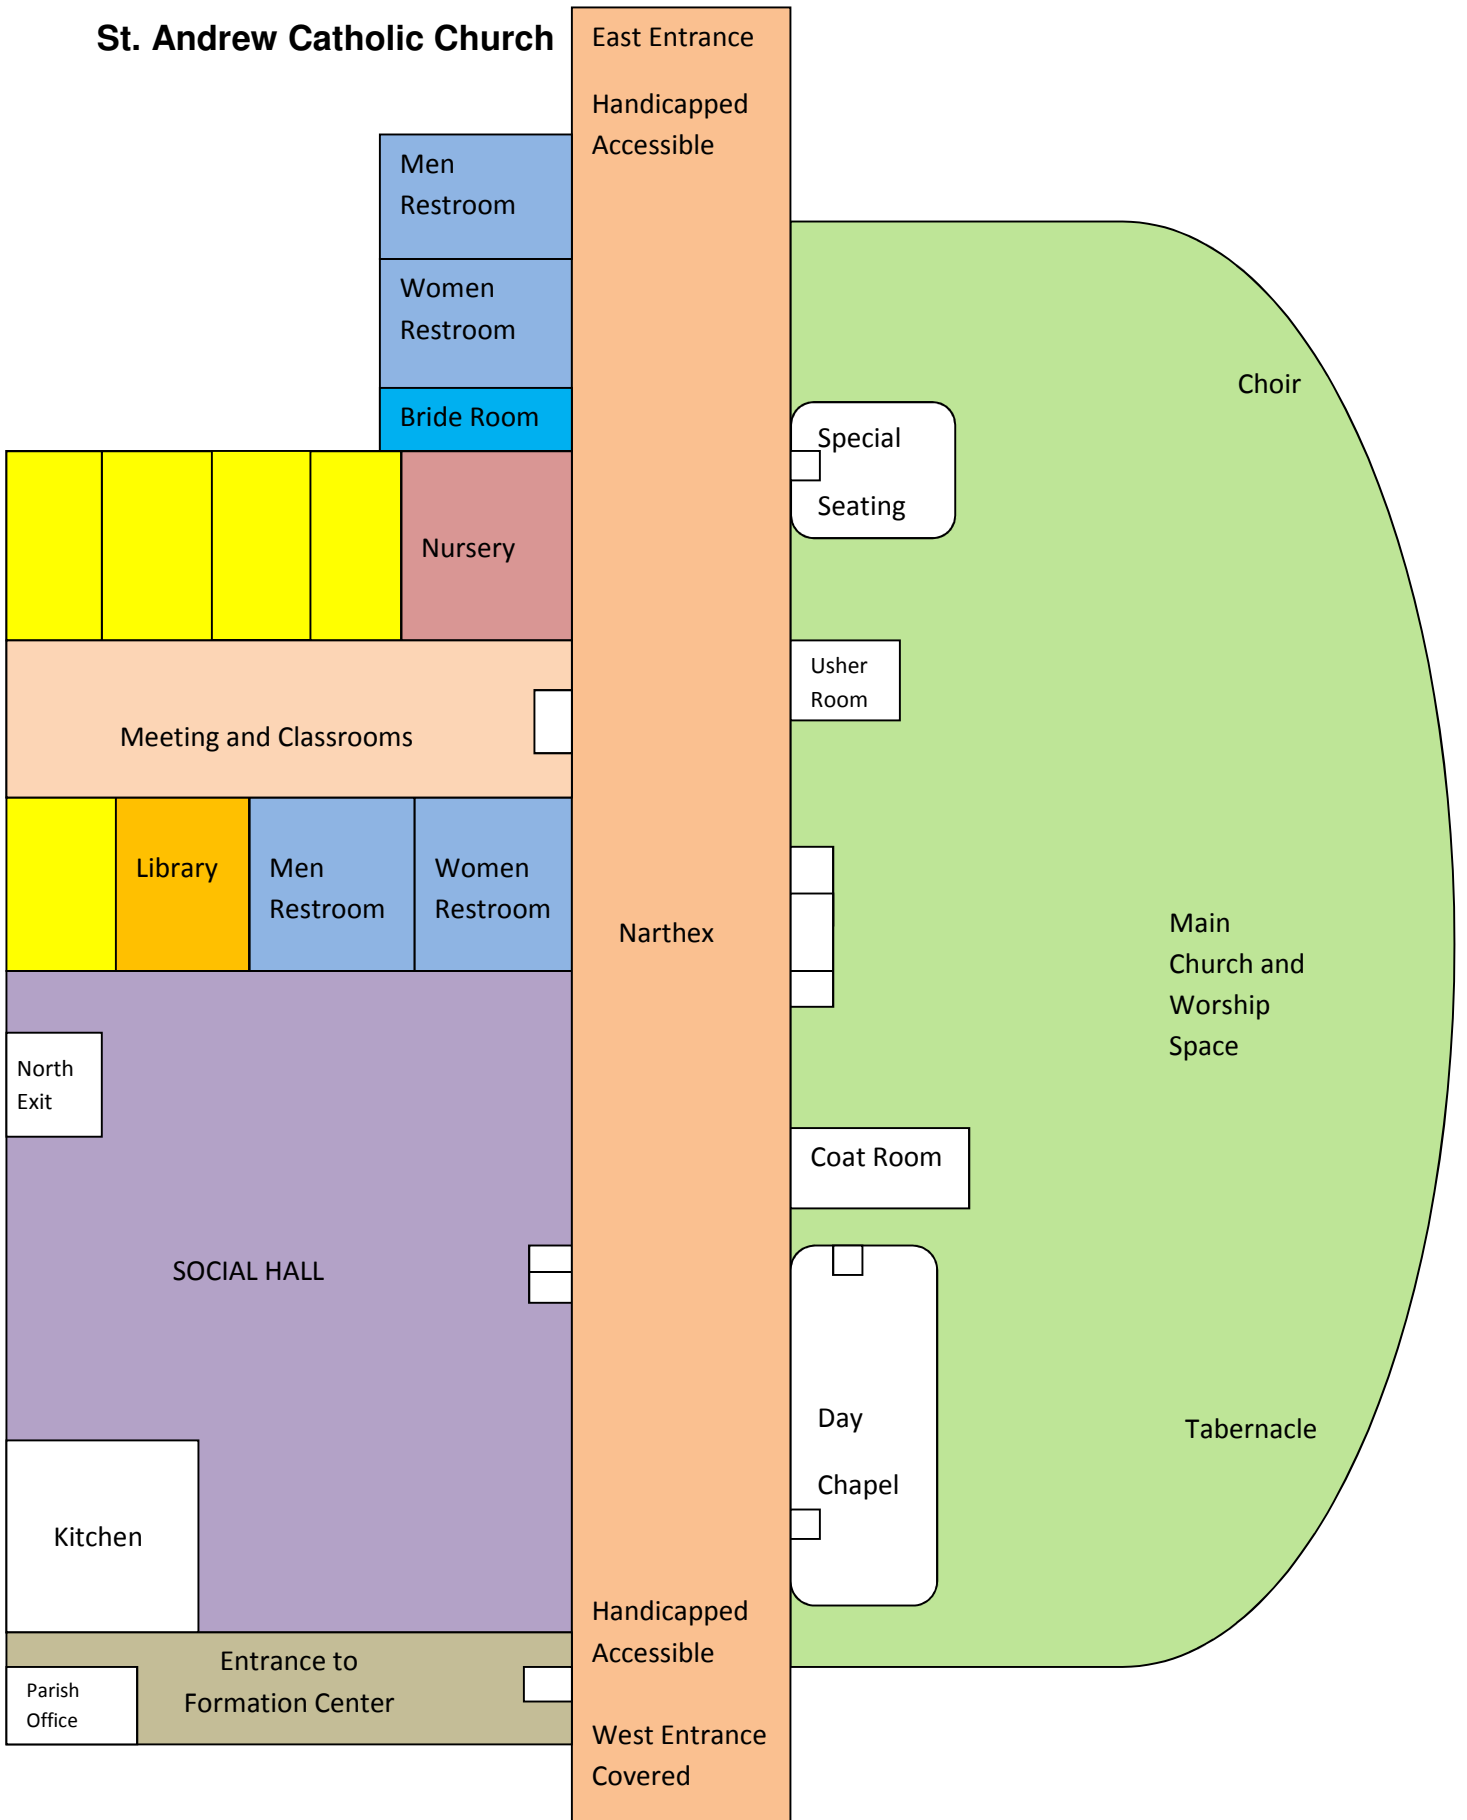 St. Andrew Catholic Church
East Entrance
Handicapped
Accessible
Men
Restroom
Women
Restroom
Bride Room
Choir
Special
Seating
Nursery
Usher
Room
Meeting and Classrooms
Library
Men
Restroom
Women
Restroom
Narthex
Main
Church and
Worship
Space
North
Exit
Coat Room
SOCIAL HALL
Day
Chapel
Tabernacle
Kitchen
Handicapped
Accessible
Entrance to
Formation Center
Parish
Office
West Entrance
Covered